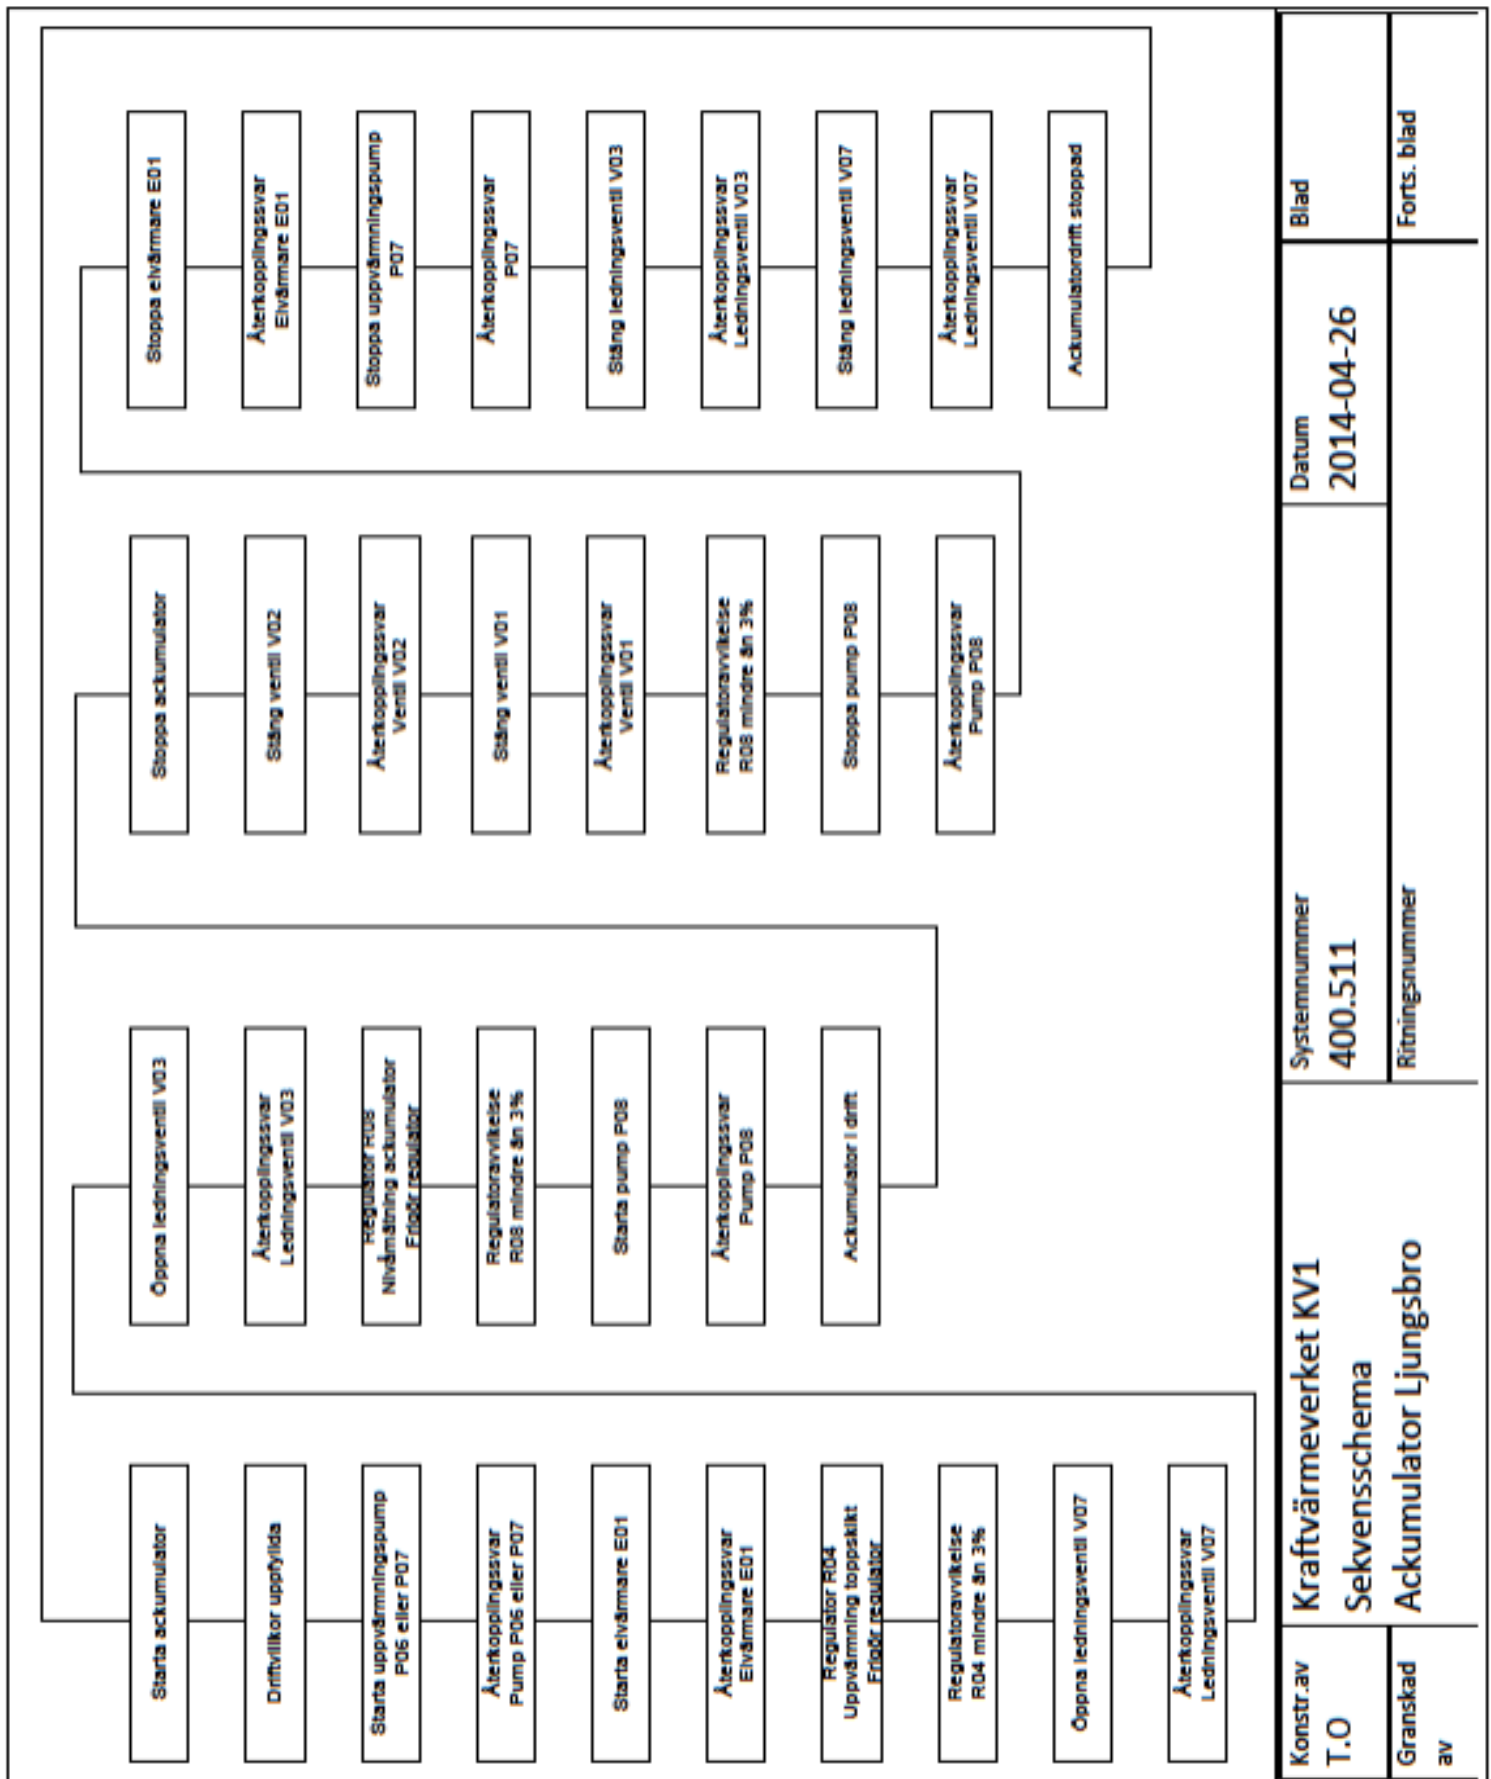 Starta ackumulator
Driftvillkor uppfyllda
Starta uppvärmningspump
P06 eller P07
Återkopplingssvar
Pump P06 eller P07
Starta elvärmare E01
Återkopplingssvar
Elvärmare E01
Regulator R04
Uppvärmning toppskikt
Frigör regulator
Regulatoravvikelse
R04 mindre än 3%
Öppna ledningsventil V07
Återkopplingssvar
Ledningsventil V07
Öppna ledningsventil V03
Återkopplingssvar
Ledningsventil V03
Regulator R08
Nivåmätning ackumulator
Frigör regulator
Regulatoravvikelse
R08 mindre än 3%
Starta pump P08
Återkopplingssvar
Pump P08
Ackumulator i drift
Stoppa ackumulator
Stäng ventil V02
Återkopplingssvar
Ventil V02
Stäng ventil V01
Återkopplingssvar
Ventil V01
Regulatoravvikelse
R08 mindre än 3%
Stoppa pump P08
Återkopplingssvar
Pump P08
Stoppa elvärmare E01
Återkopplingssvar
Elvärmare E01
Stoppa uppvärmningspump
P07
Återkopplingssvar
P07
Stäng ledningsventil V03
Återkopplingssvar
Ledningsventil V03
Stäng ledningsventil V07
Återkopplingssvar
Ledningsventil V07
Ackumulatordrift stoppad
Konstr.av
T.O
Granskad
av
Kraftvärmeverket KV1
Sekvensschema
Ackumulator Ljungsbro
Systemnummer
400.511
Ritningsnummer
Datum
2014-04-26
Blad
Forts. blad